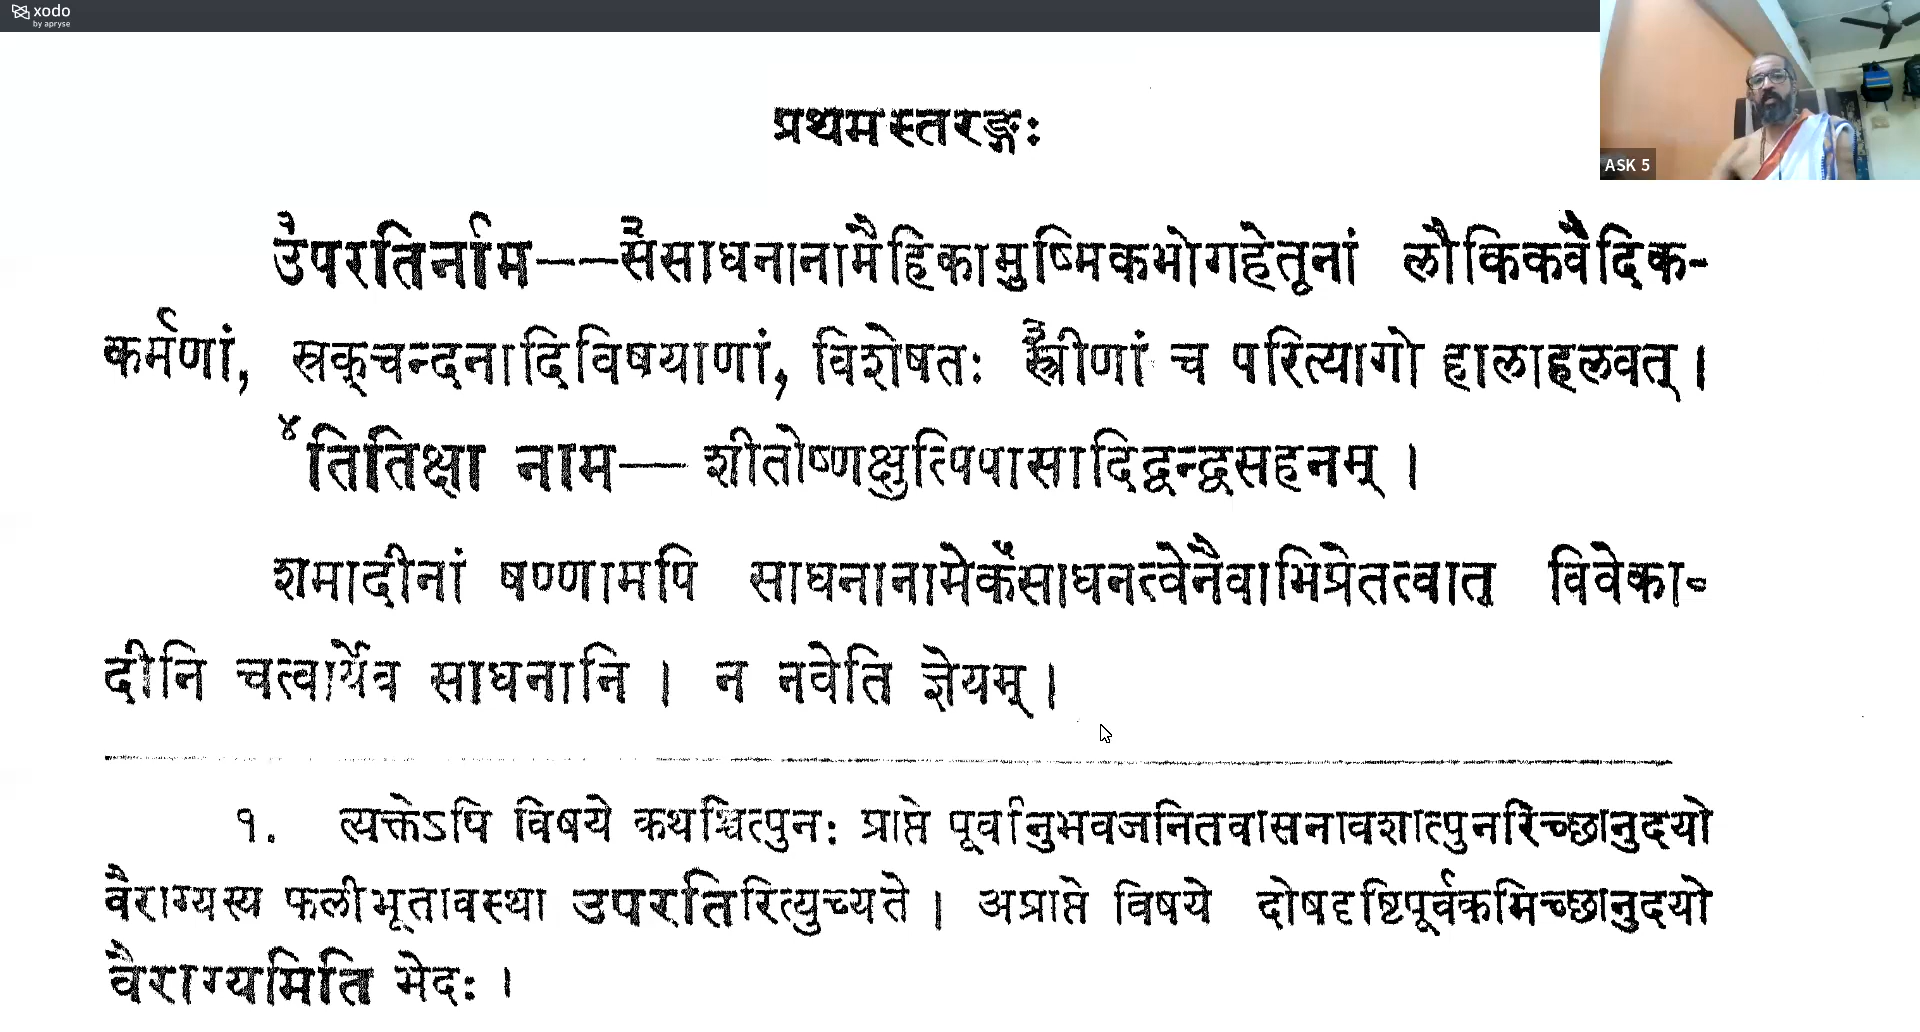 xodo
by apryse
ASK 5
प्रथमस्तरङ्गः
उपरतिर्नाम——ससाधनानामैहिकामुष्मिकभोगहेतूनां लौकिकवैदिक-
कर्मणां, स्रक्चन्दनादिविषयाणां, विशेषतः स्त्रीणां च परित्यागो हालाहलवत् ।
४तितिक्षा नाम— शीतोष्णक्षुत्पिपासादिद्वन्द्वसहनम् ।
शमादीनां षण्णामपि साधनानामेकसाधनत्वेनैवाभिप्रेतत्वात् विवेका-
दीनि चत्वार्येव साधनानि । न नवेति ज्ञेयम् ।
१. त्यक्तेऽपि विषये कथञ्चित्पुनः प्राप्ते पूर्वानुभवजनितवासनावशात्पुनरिच्छानुदयो
वैराग्यस्य फलीभूतावस्था उपरतिरित्युच्यते । अप्राप्ते विषये दोषदृष्टिपूर्वकमिच्छानुदयो
वैराग्यमिति भेदः ।